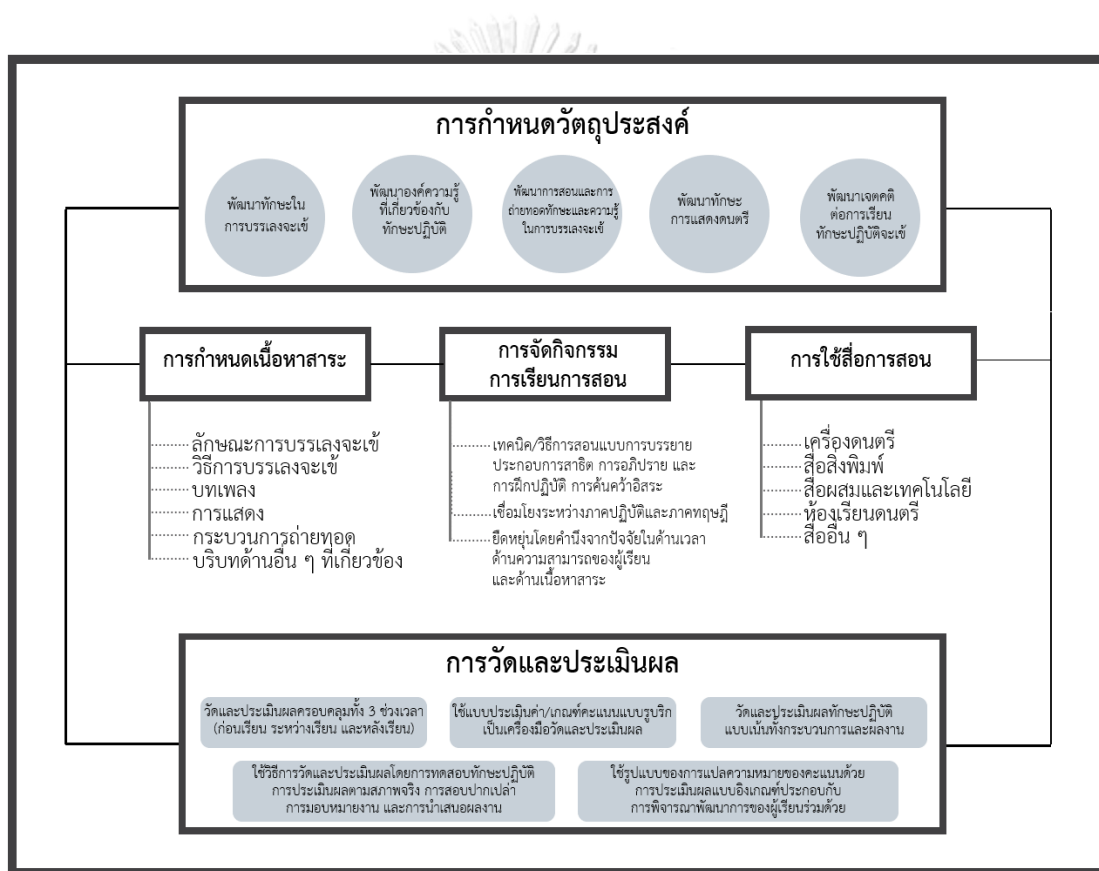 การกำหนดวัตถุประสงค์
พัฒนาทักษะใน
การบรรเลงจะเข้
พัฒนาองค์ความรู้
ที่เกี่ยวข้องกับ
ทักษะปฏิบัติ
พัฒนาการสอนและการ
ถ่ายทอดทักษะและความรู้
ในการบรรเลงจะเข้
พัฒนาทักษะ
การแสดงดนตรี
พัฒนาเจตคติ
ต่อการเรียน
ทักษะปฏิบัติจะเข้
การกำหนดเนื้อหาสาระ
ลักษณะการบรรเลงจะเข้
วิธีการบรรเลงจะเข้
บทเพลง
การแสดง
กระบวนการถ่ายทอด
บริบทด้านอื่น ๆ ที่เกี่ยวข้อง
การจัดกิจกรรม
การเรียนการสอน
เทคนิค/วิธีการสอนแบบการบรรยาย
ประกอบการสาธิต การอภิปราย และ
การฝึกปฏิบัติ การค้นคว้าอิสระ
เชื่อมโยงระหว่างภาคปฏิบัติและภาคทฤษฎี
ยืดหยุ่นโดยคำนึงจากปัจจัยในด้านเวลา
ด้านความสามารถของผู้เรียน
และด้านเนื้อหาสาระ
การใช้สื่อการสอน
เครื่องดนตรี
สื่อสิ่งพิมพ์
สื่อผสมและเทคโนโลยี
ห้องเรียนดนตรี
สื่ออื่น ๆ
การวัดและประเมินผล
วัดและประเมินผลครอบคลุมทั้ง 3 ช่วงเวลา
(ก่อนเรียน ระหว่างเรียน และหลังเรียน)
ใช้แบบประเมินค่า/เกณฑ์คะแนนแบบรูบริก
เป็นเครื่องมือวัดและประเมินผล
วัดและประเมินผลทักษะปฏิบัติ
แบบเน้นทั้งกระบวนการและผลงาน
ใช้วิธีการวัดและประเมินผลโดยการทดสอบทักษะปฏิบัติ
การประเมินผลตามสภาพจริง การสอบปากเปล่า
การมอบหมายงาน และการนำเสนอผลงาน
ใช้รูปแบบของการแปลความหมายของคะแนนด้วย
การประเมินผลแบบอิงเกณฑ์ประกอบกับ
การพิจารณาพัฒนาการของผู้เรียนร่วมด้วย